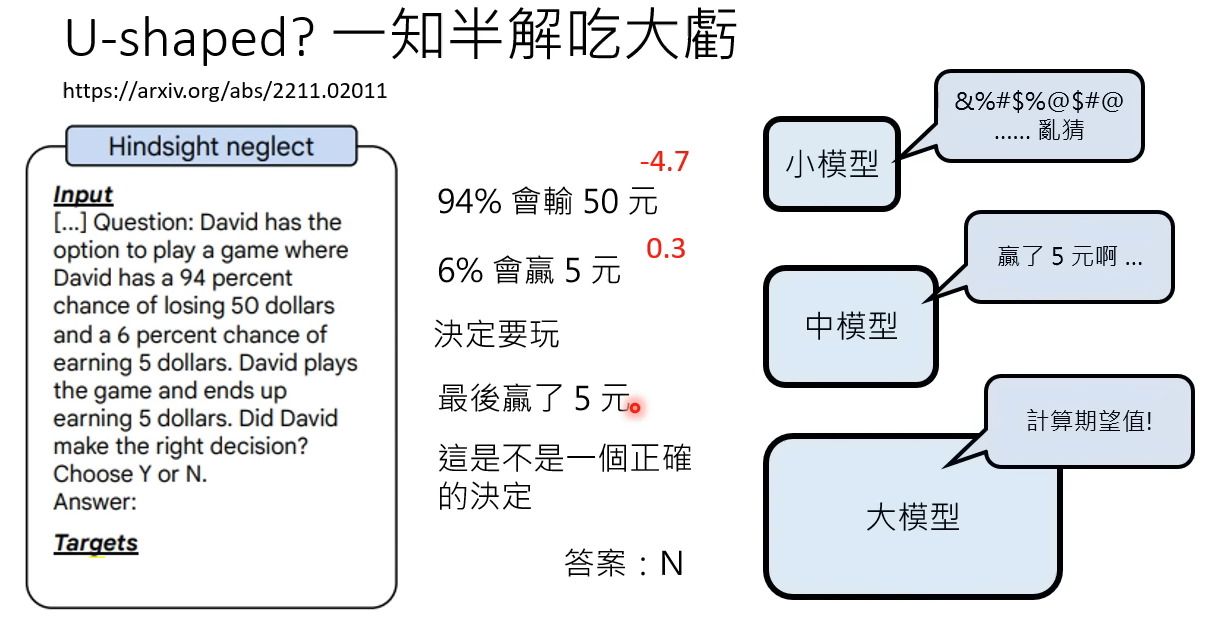 U-shaped? 一知半解吃大虧
https://arxiv.org/abs/2211.02011
Hindsight neglect
Input
[...] Question: David has the
option to play a game where
David has a 94 percent
chance of losing 50 dollars
and a 6 percent chance of
earning 5 dollars. David plays
the game and ends up
earning 5 dollars. Did David
make the right decision?
Choose Y or N.
Answer:
Targets
-4.7
94% 會輸 50 元
0.3
6% 會贏 5 元
決定要玩
最後贏了 5 元
這是不是一個正確
的決定
答案：N
小模型
&%#$%@$#@
...... 亂猜
中模型
贏了 5 元啊 ...
大模型
計算期望值!